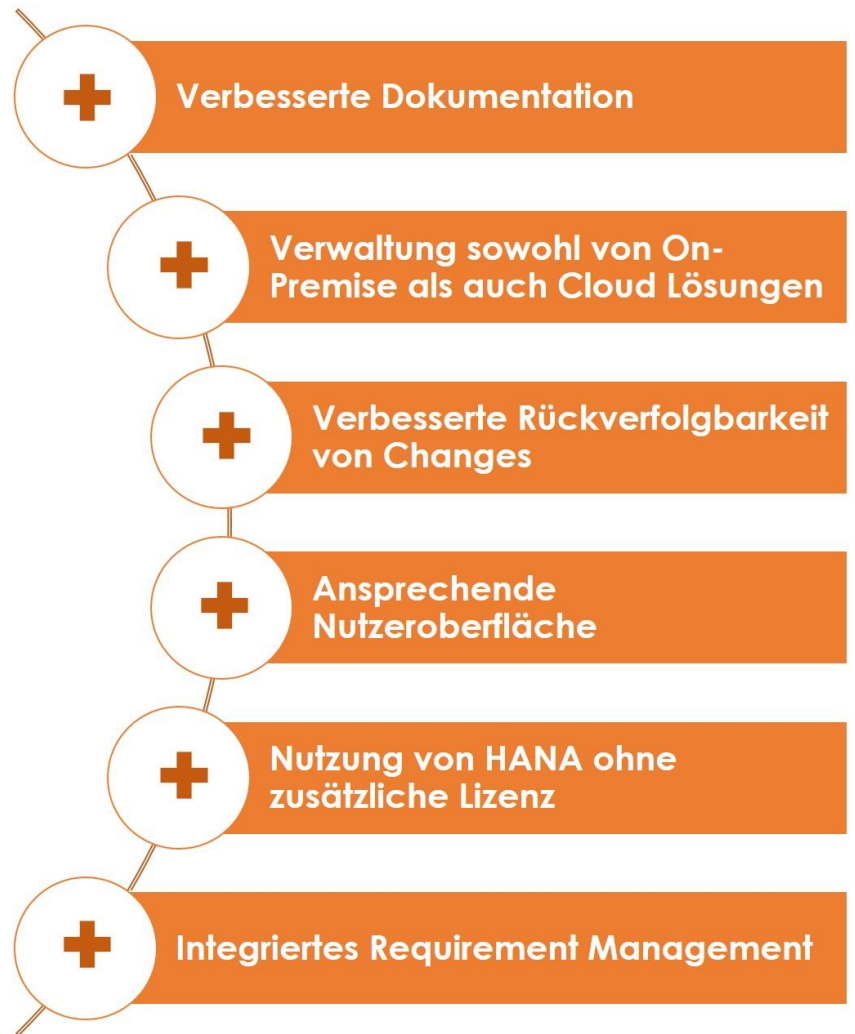 Verbesserte Dokumentation
Verwaltung sowohl von On-
Premise als auch Cloud Lösungen
Verbesserte Rückverfolgbarkeit
von Changes
Ansprechende
Nutzeroberfläche
Nutzung von HANA ohne
zusätzliche Lizenz
Integriertes Requirement Management